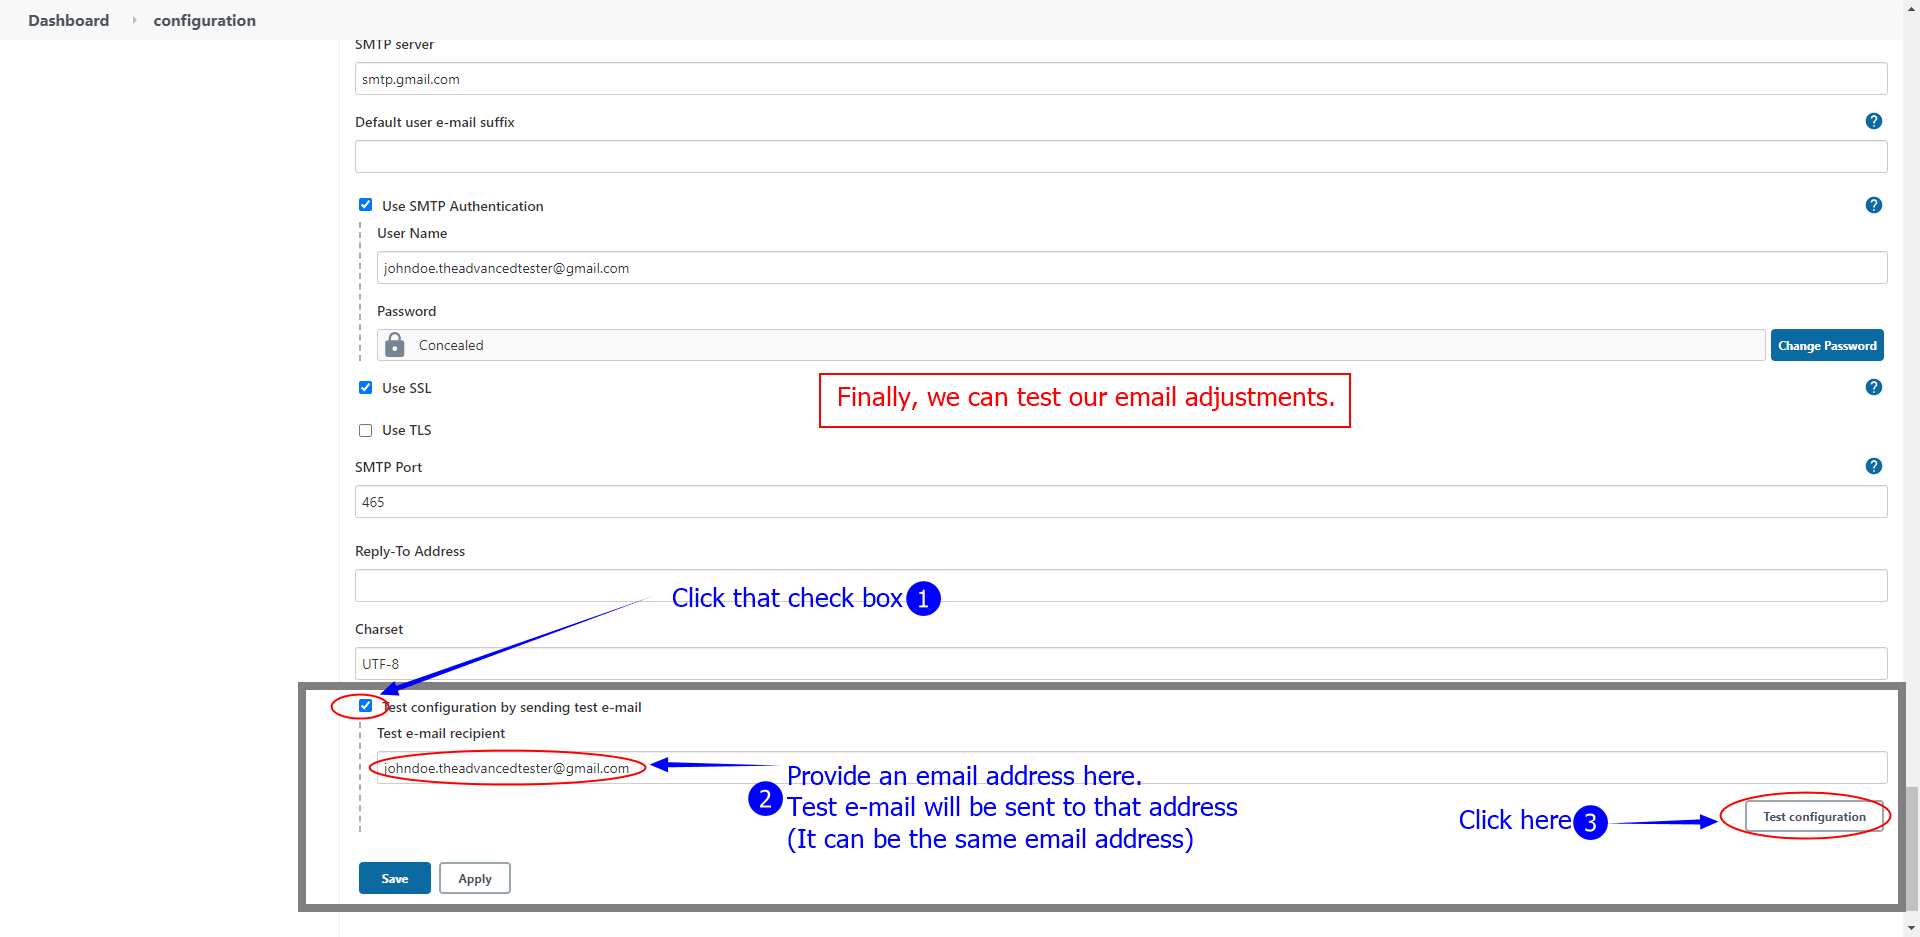 Dashboard configuration
SMTP server
smtp.gmail.com
Default user e-mail suffix
?
Use SMTP Authentication
?
User Name
johndoe.theadvancedtester@gmail.com
Password
Concealed
Change Password
Use SSL
?
Finally, we can test our email adjustments.
Use TLS
SMTP Port
?
465
Reply-To Address
Click that check box 1
Charset
UTF-8
Test configuration by sending test e-mail
Test e-mail recipient
johndoe.theadvancedtester@gmail.com
2
Provide an email address here.
Test e-mail will be sent to that address
(It can be the same email address)
Click here 3
Test configuration
Save
Apply